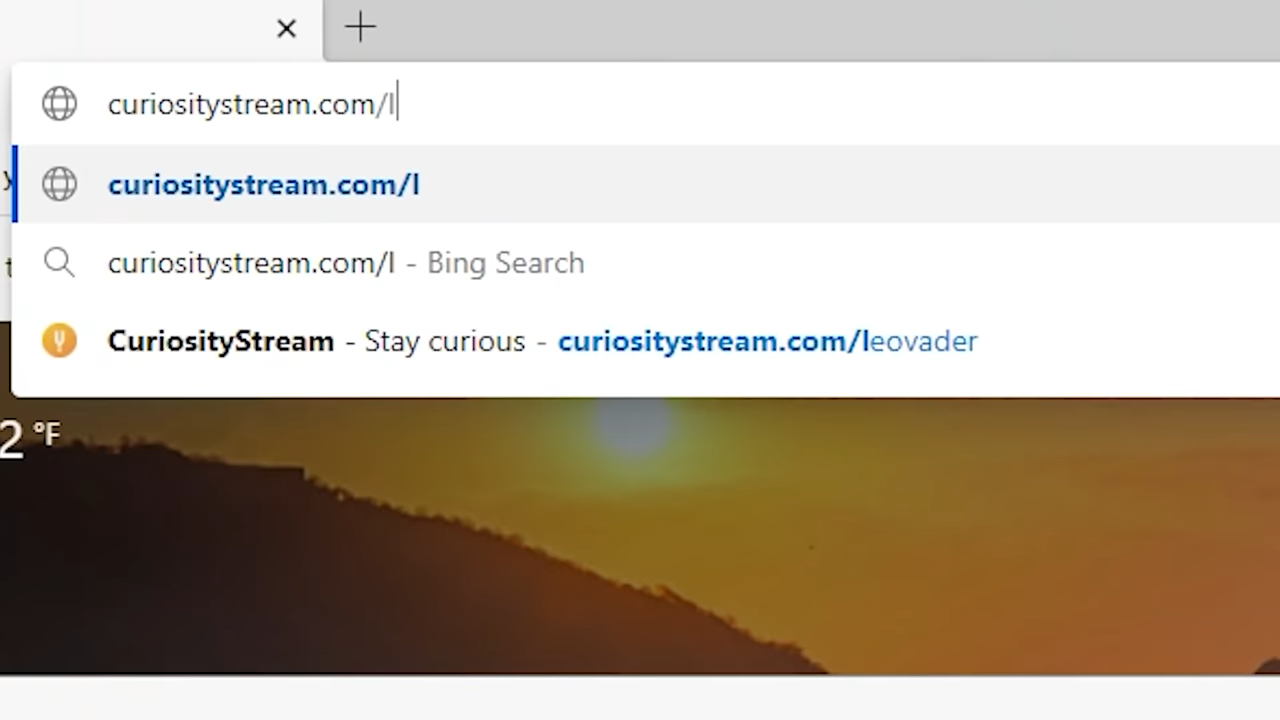 curiositystream.com/l
curiositystream.com/l
curiositystream.com/l - Bing Search
CuriosityStream - Stay curious - curiositystream.com/leovader
2 °F